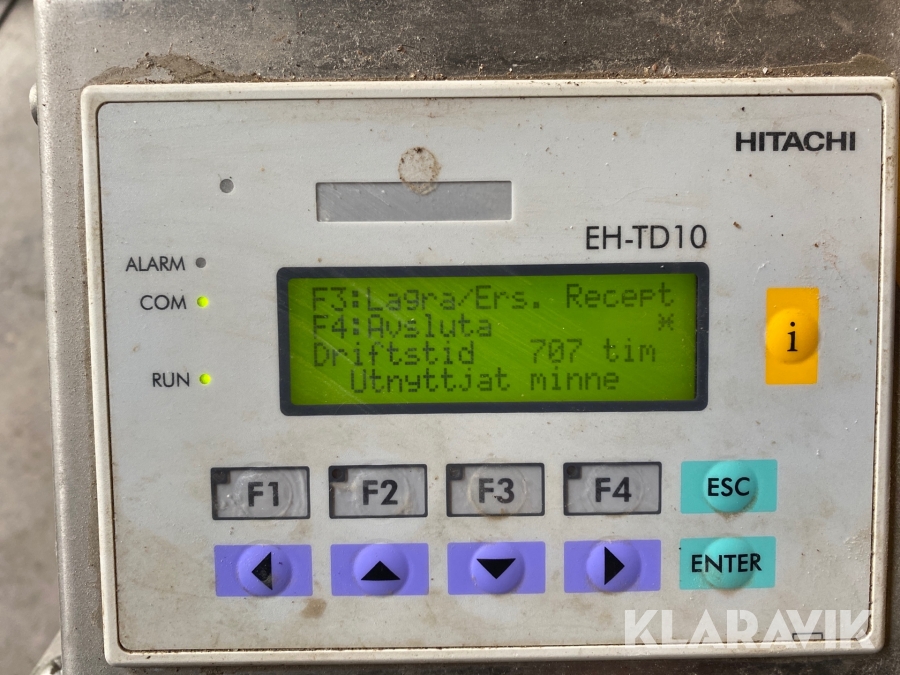 HITACHI
EH-TD10
ALARM
COM
RUN
F3:Lagra/Ers. Recept
F4:Avsluta *
Driftstid 707 tim
Utnyttjat minne
i
F1 F2 F3 F4 ESC
ENTER
KLARAVIK